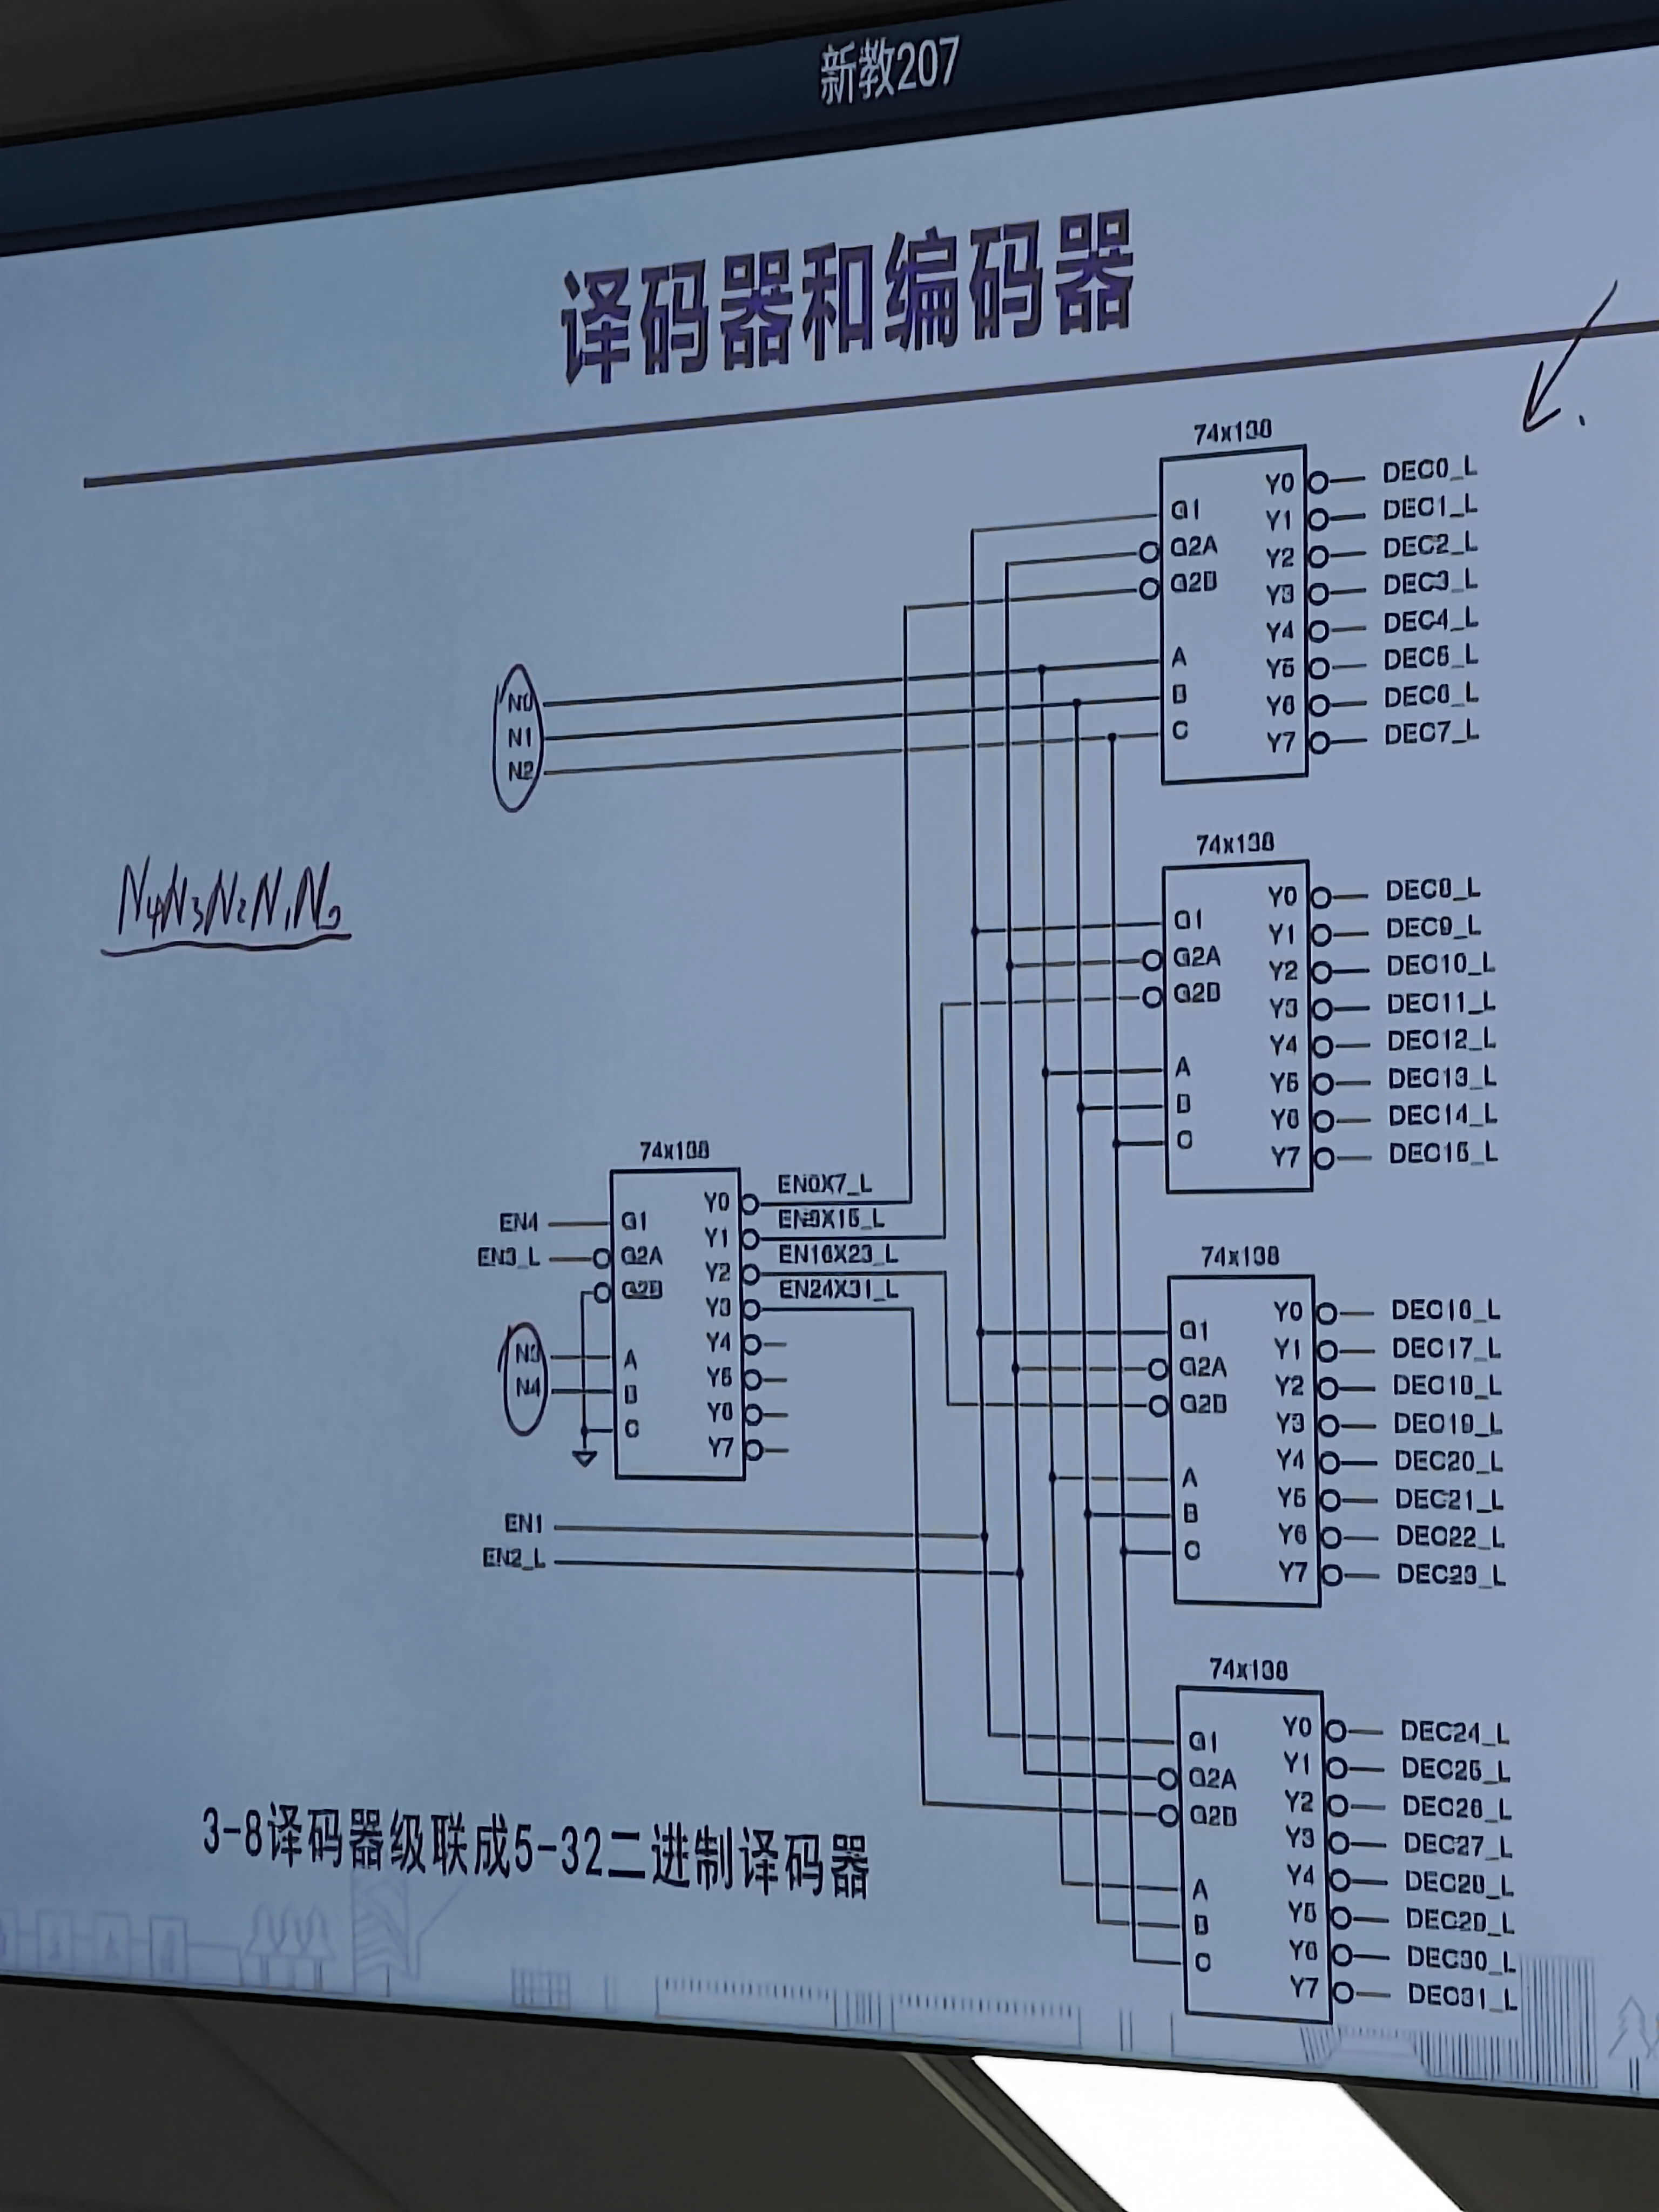 新教207
译码器和编码器
74x138
G1
G2A
G2B
A
B
C
Y0
Y1
Y2
Y3
Y4
Y5
Y6
Y7
DEC0_L
DEC1_L
DEC2_L
DEC3_L
DEC4_L
DEC5_L
DEC6_L
DEC7_L
N0
N1
N2
N4N3N2N1N0
74x138
G1
G2A
G2B
A
B
C
Y0
Y1
Y2
Y3
Y4
Y5
Y6
Y7
DEC8_L
DEC9_L
DEC10_L
DEC11_L
DEC12_L
DEC13_L
DEC14_L
DEC15_L
74x138
EN4
EN3_L
N3
N4
G1
G2A
G2B
A
B
C
Y0
Y1
Y2
Y3
Y4
Y5
Y6
Y7
EN0X7_L
EN8X15_L
EN16X23_L
EN24X31_L
EN1
EN2_L
74x138
G1
G2A
G2B
A
B
C
Y0
Y1
Y2
Y3
Y4
Y5
Y6
Y7
DEC16_L
DEC17_L
DEC18_L
DEC19_L
DEC20_L
DEC21_L
DEC22_L
DEC23_L
74x138
G1
G2A
G2B
A
B
C
Y0
Y1
Y2
Y3
Y4
Y5
Y6
Y7
DEC24_L
DEC25_L
DEC26_L
DEC27_L
DEC28_L
DEC29_L
DEC30_L
DEC31_L
3-8译码器级联成5-32二进制译码器